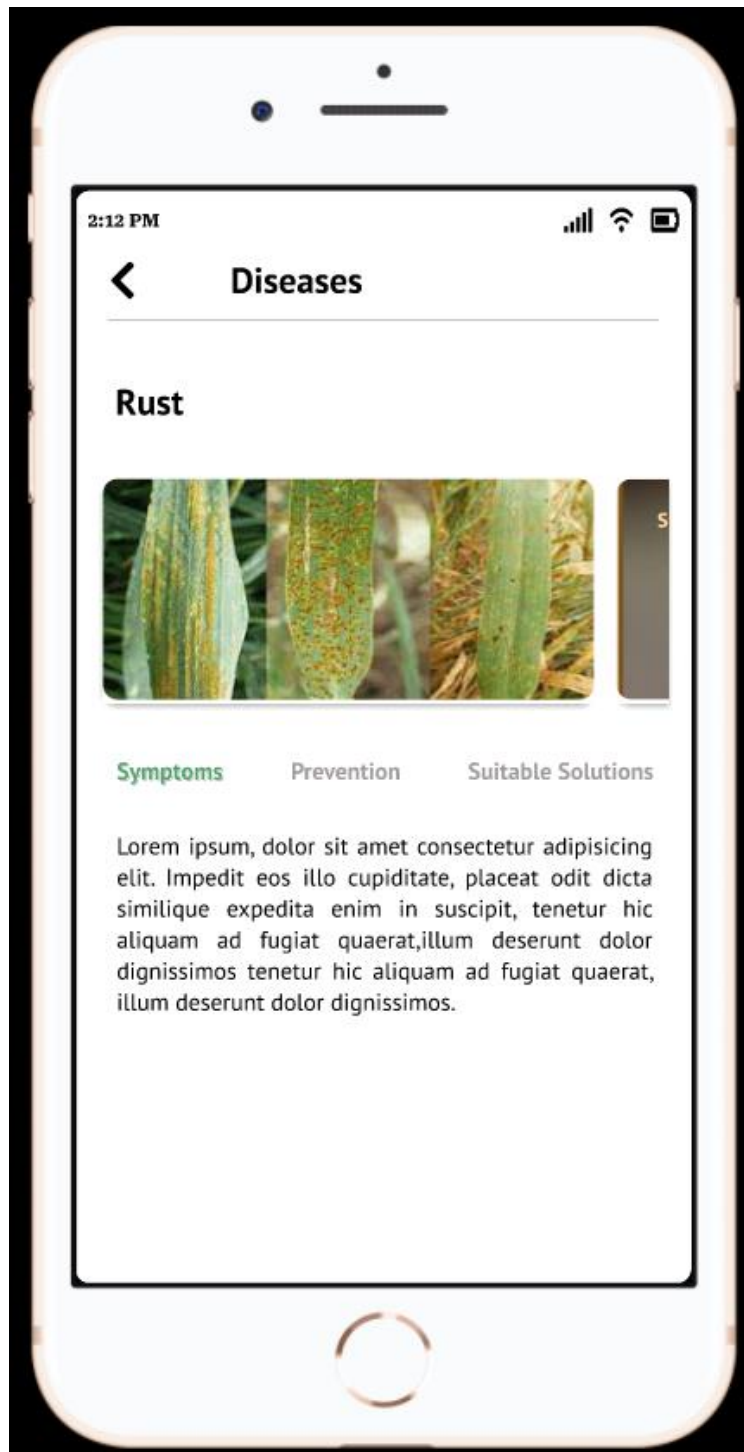 2:12 PM
Diseases
Rust
S
Symptoms Prevention Suitable Solutions
Lorem ipsum, dolor sit amet consectetur adipisicing
elit. Impedit eos illo cupiditate, placeat odit dicta
similique expedita enim in suscipit, tenetur hic
aliquam ad fugiat quaerat,illum deserunt dolor
dignissimos tenetur hic aliquam ad fugiat quaerat,
illum deserunt dolor dignissimos.